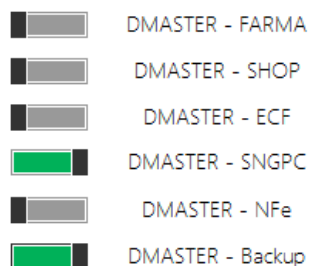 DMASTER - FARMA
DMASTER - SHOP
DMASTER - ECF
DMASTER - SNGPC
DMASTER - NFe
DMASTER - Backup